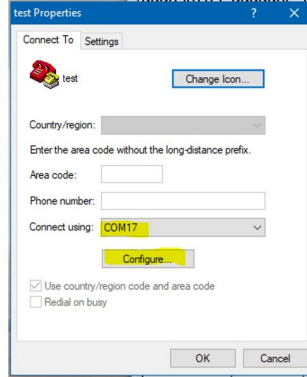 test Properties ? X
Connect To Settings
test
Change Icon...
Country/region:
Enter the area code without the long-distance prefix.
Area code:
Phone number:
Connect using: COM17
Configure...
Use country/region code and area code
Redial on busy
OK Cancel